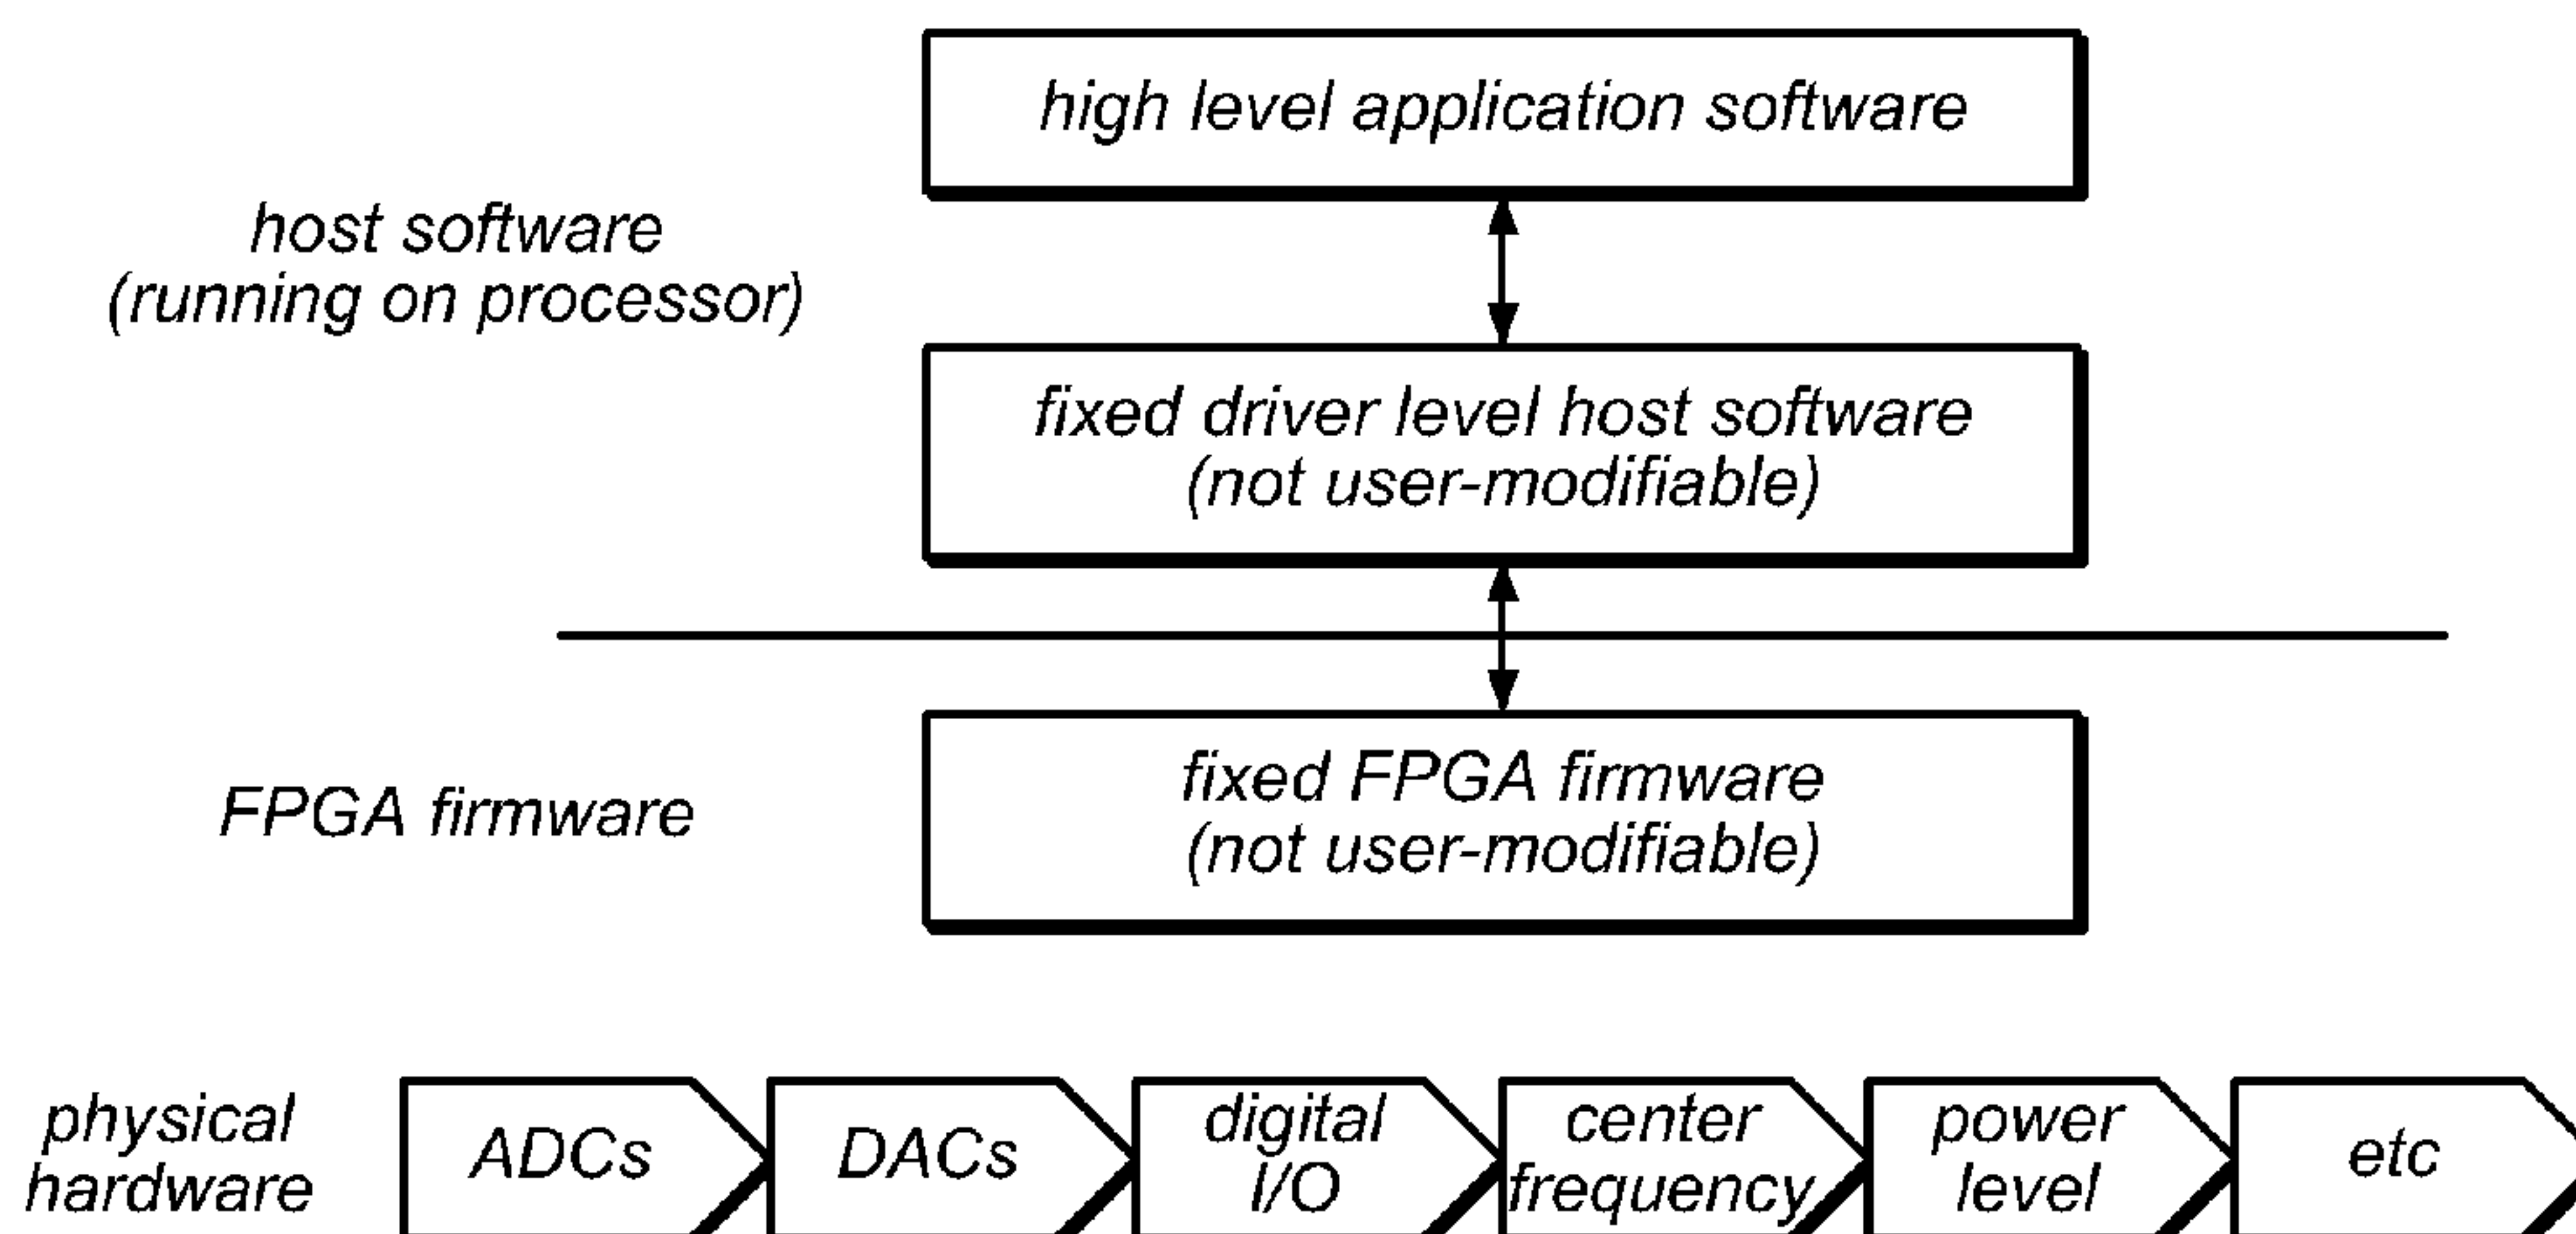 high level application software
host software
(running on processor)
fixed driver level host software
(not user-modifiable)
FPGA firmware
fixed FPGA firmware
(not user-modifiable)
physical
hardware
ADCs
DACs
digital
I/O
center
frequency
power
level
etc